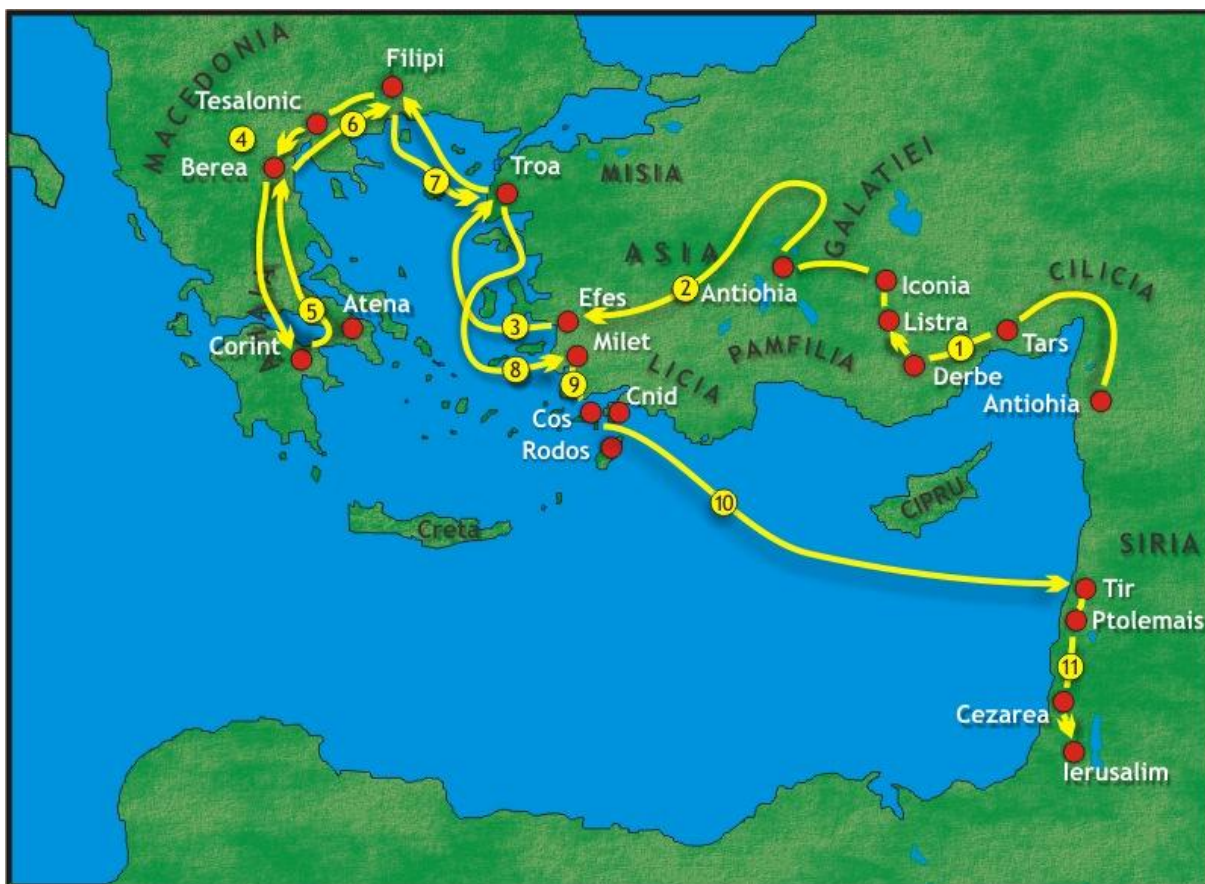 MACEDONIA
Filipi
Tesalonic
4
6
Berea
7
Troa
MISIA
GALATIEI
ASIA
2
Antiohia
Iconia
CILICIA
Listra
1
Tars
Derbe
Antiohia
5
Atena
AHAIA
Corint
Efes
3
Milet
8
9
LICIA
PAMFILIA
Cos
Cnid
Rodos
10
Creta
CIPRU
SIRIA
Tir
Ptolemais
11
Cezarea
Ierusalim